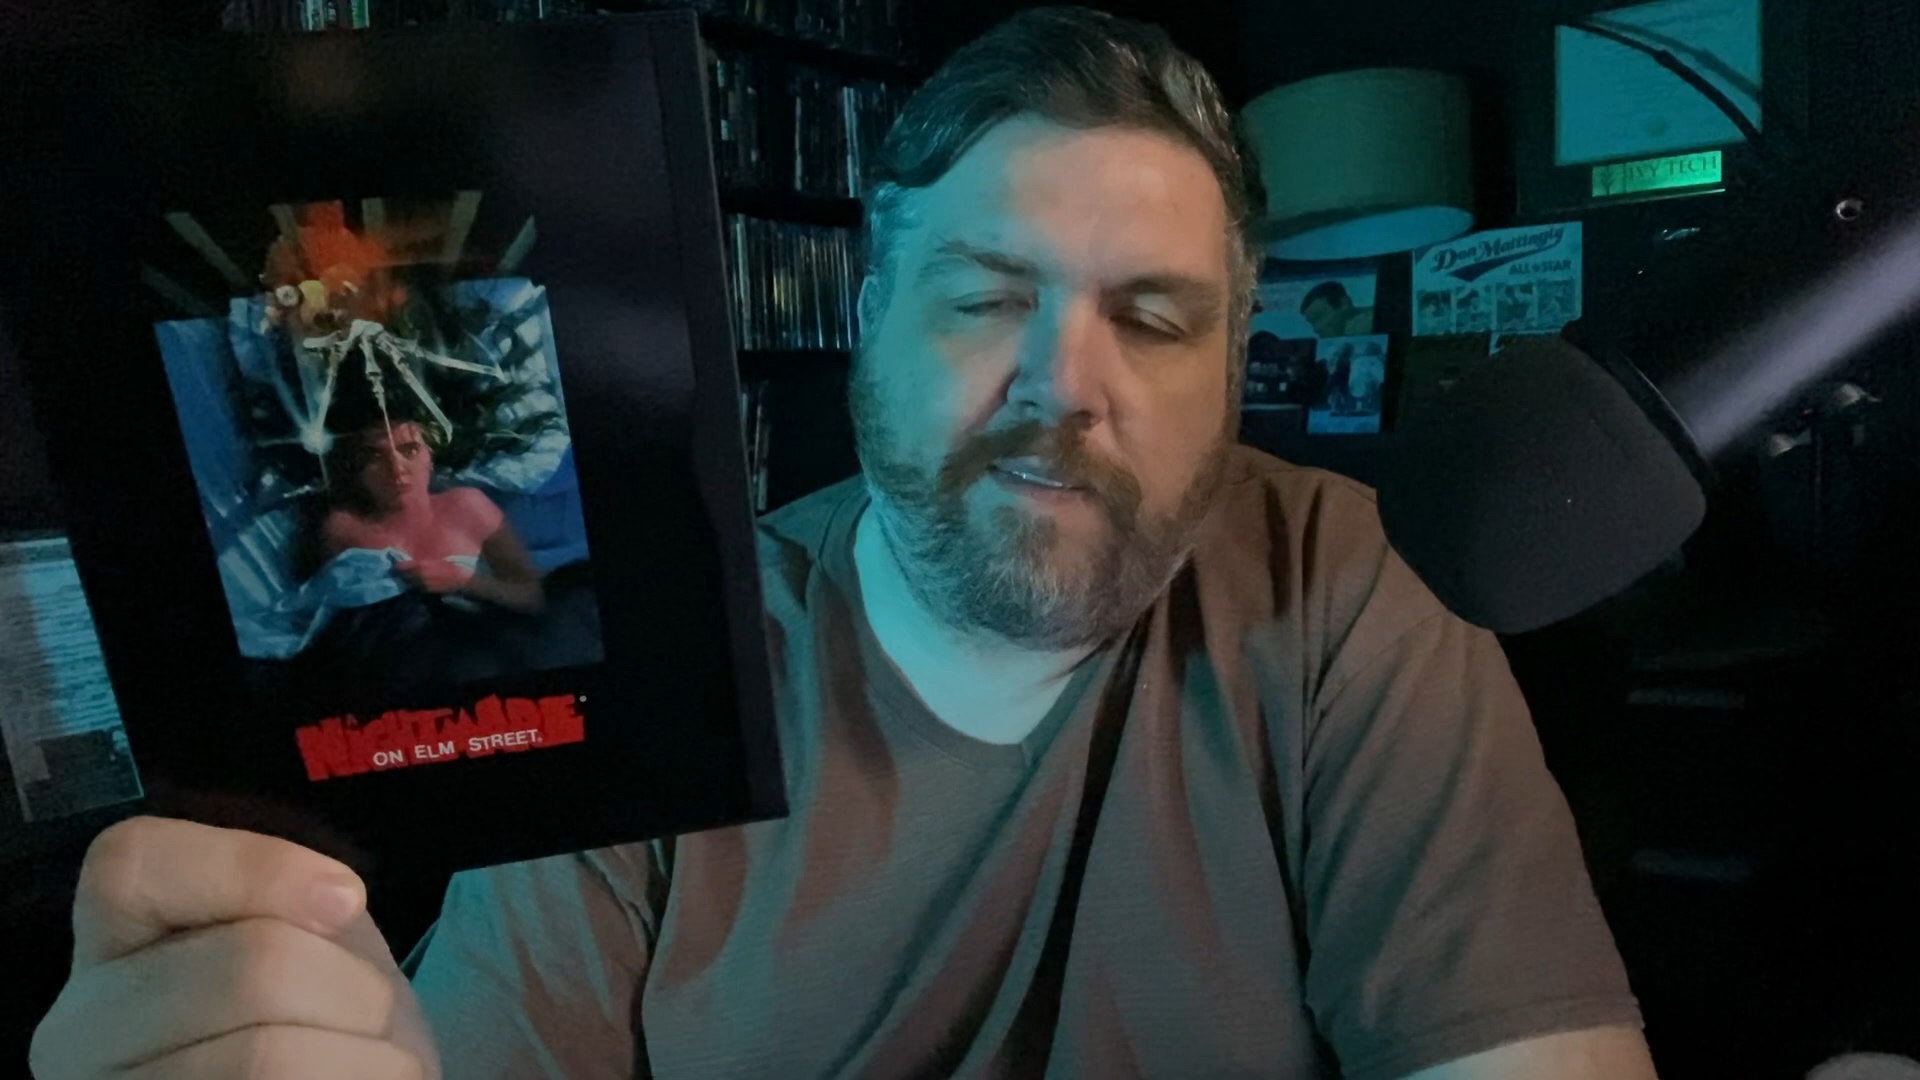 NIGHTMARE
ON ELM STREET.
IVY TECH
Don Mattingly
ALL★STAR